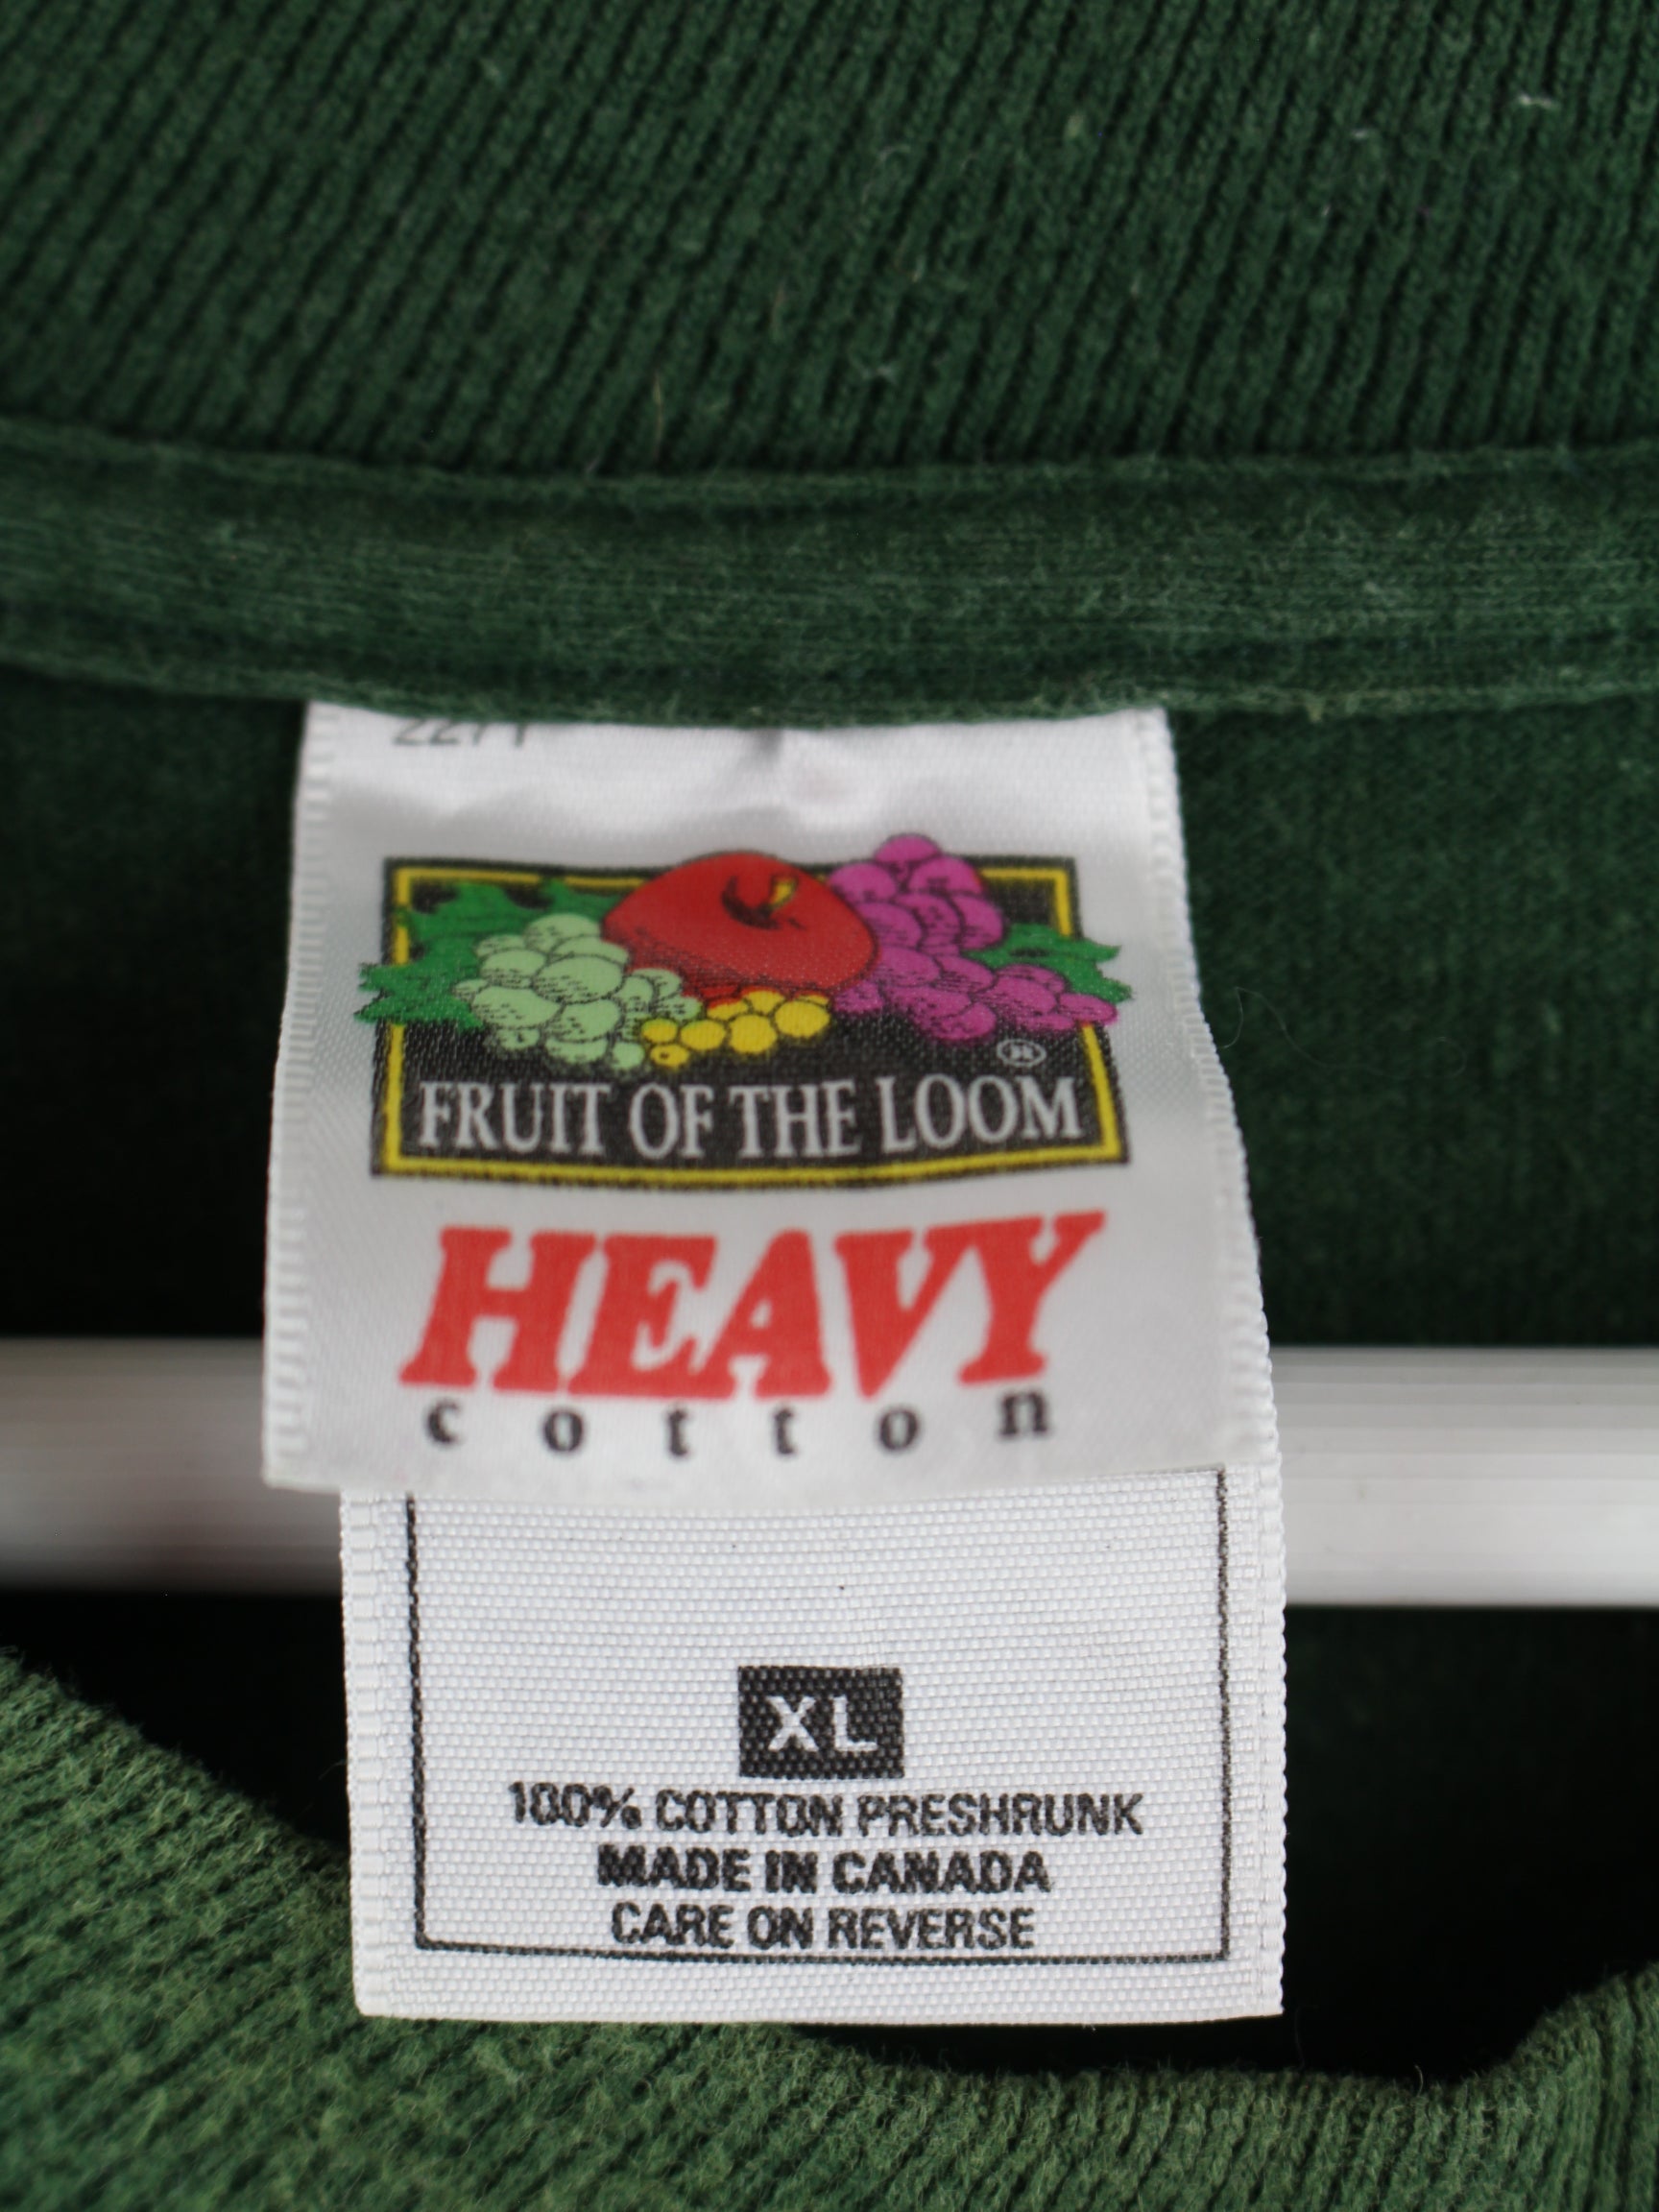 FRUIT OF THE LOOM
®
HEAVY
cotton
XL
100% COTTON PRESHRUNK
MADE IN CANADA
CARE ON REVERSE